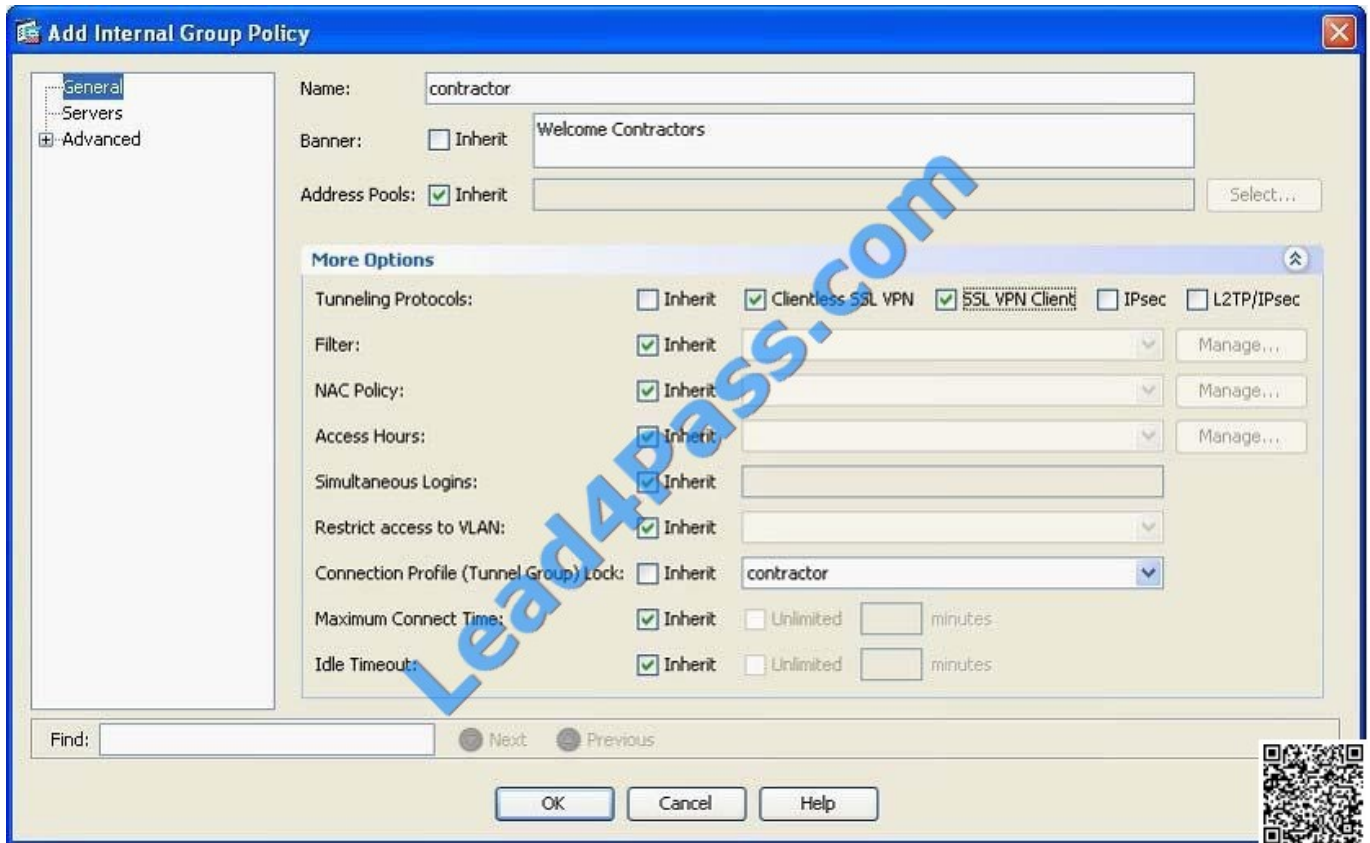 Add Internal Group Policy
General
Servers
Advanced
Name: contractor
Banner: Inherit Welcome Contractors
Address Pools: Inherit Select...
More Options
Tunneling Protocols: Inherit Clientless SSL VPN SSL VPN Client IPsec L2TP/IPsec
Filter: Inherit Manage...
NAC Policy: Inherit Manage...
Access Hours: Inherit Manage...
Simultaneous Logins: Inherit
Restrict access to VLAN: Inherit
Connection Profile (Tunnel Group) Lock: Inherit contractor
Maximum Connect Time: Inherit Unlimited minutes
Idle Timeout: Inherit Unlimited minutes
Find: Next Previous
OK Cancel Help
Lead4Pass.com